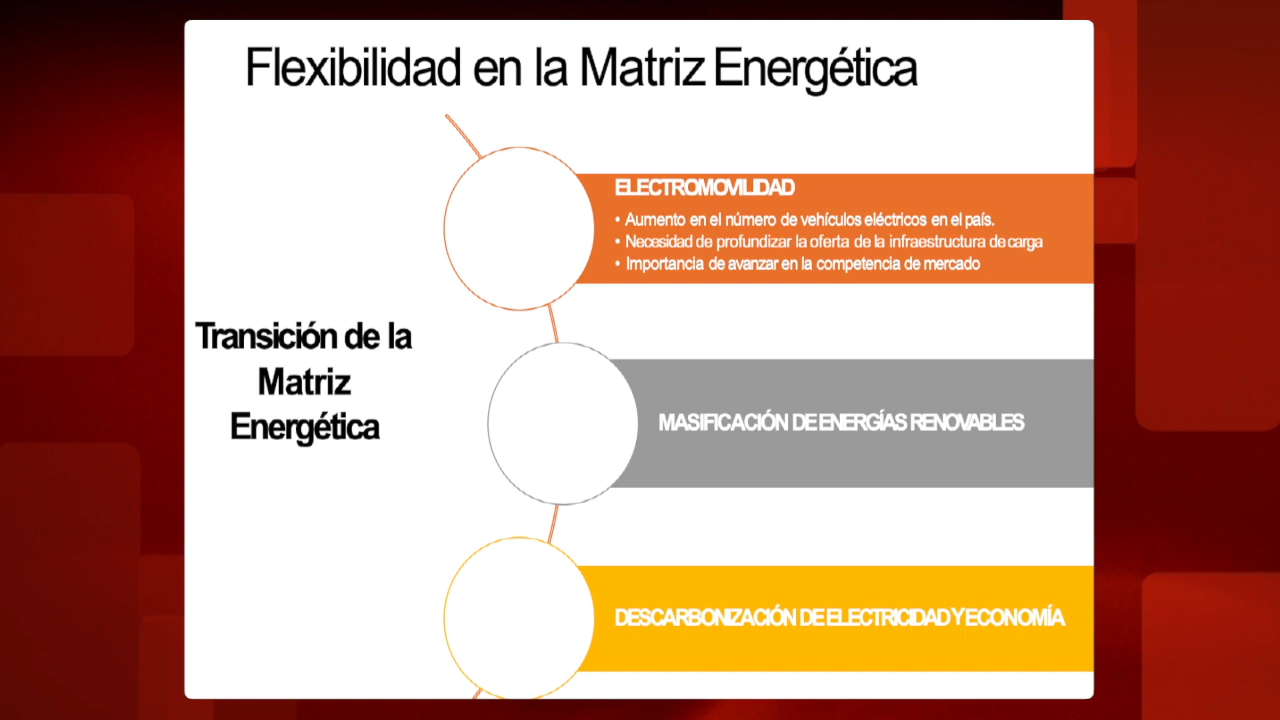 Flexibilidad en la Matriz Energética
ELECTROMOVILIDAD
• Aumento en el número de vehículos eléctricos en el país.
• Necesidad de profundizar la oferta de la infraestructura de carga
• Importancia de avanzar en la competencia de mercado
Transición de la
Matriz
Energética
MASIFICACIÓN DE ENERGÍAS RENOVABLES
DESCARBONIZACIÓN DE ELECTRICIDAD Y ECONOMÍA